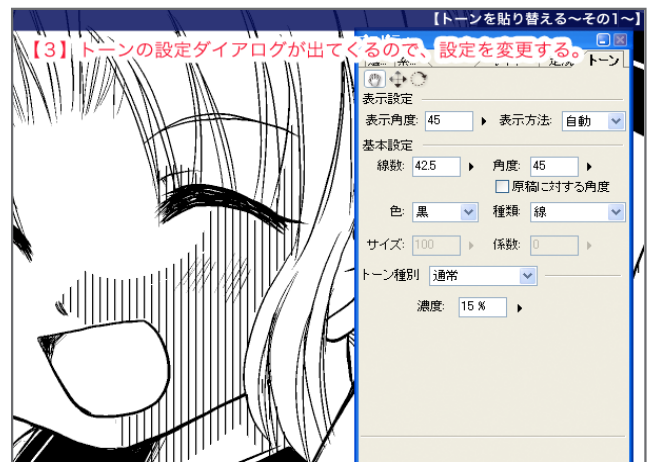 【トーンを貼り替える～その1～】
【3】トーンの設定ダイアログが出てくるので、設定を変更する。
トーン
表示設定
表示角度: 45 表示方法: 自動
基本設定
線数: 42.5 角度: 45
原稿に対する角度
色: 黒 種類: 線
サイズ: 100 係数: 0
トーン種別 通常
濃度: 15 %